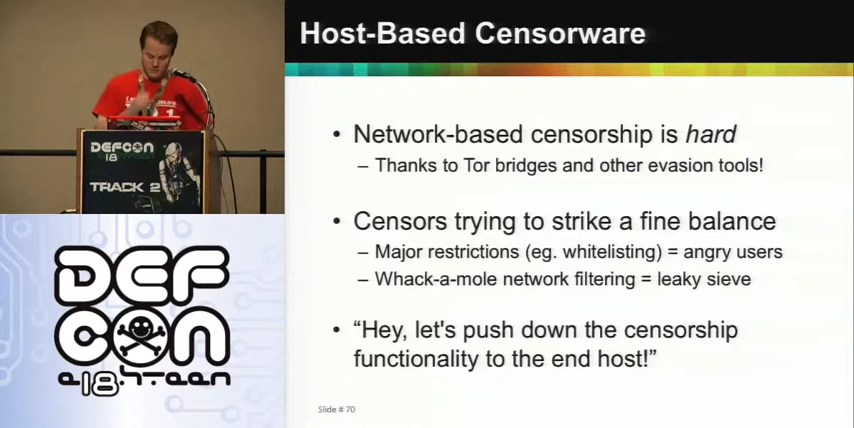 Host-Based Censorware
• Network-based censorship is hard
– Thanks to Tor bridges and other evasion tools!
• Censors trying to strike a fine balance
– Major restrictions (eg. whitelisting) = angry users
– Whack-a-mole network filtering = leaky sieve
• “Hey, let's push down the censorship
functionality to the end host!”
Slide # 70
DEFCON
18
TRACK 2
DEF
CON
e18hteen